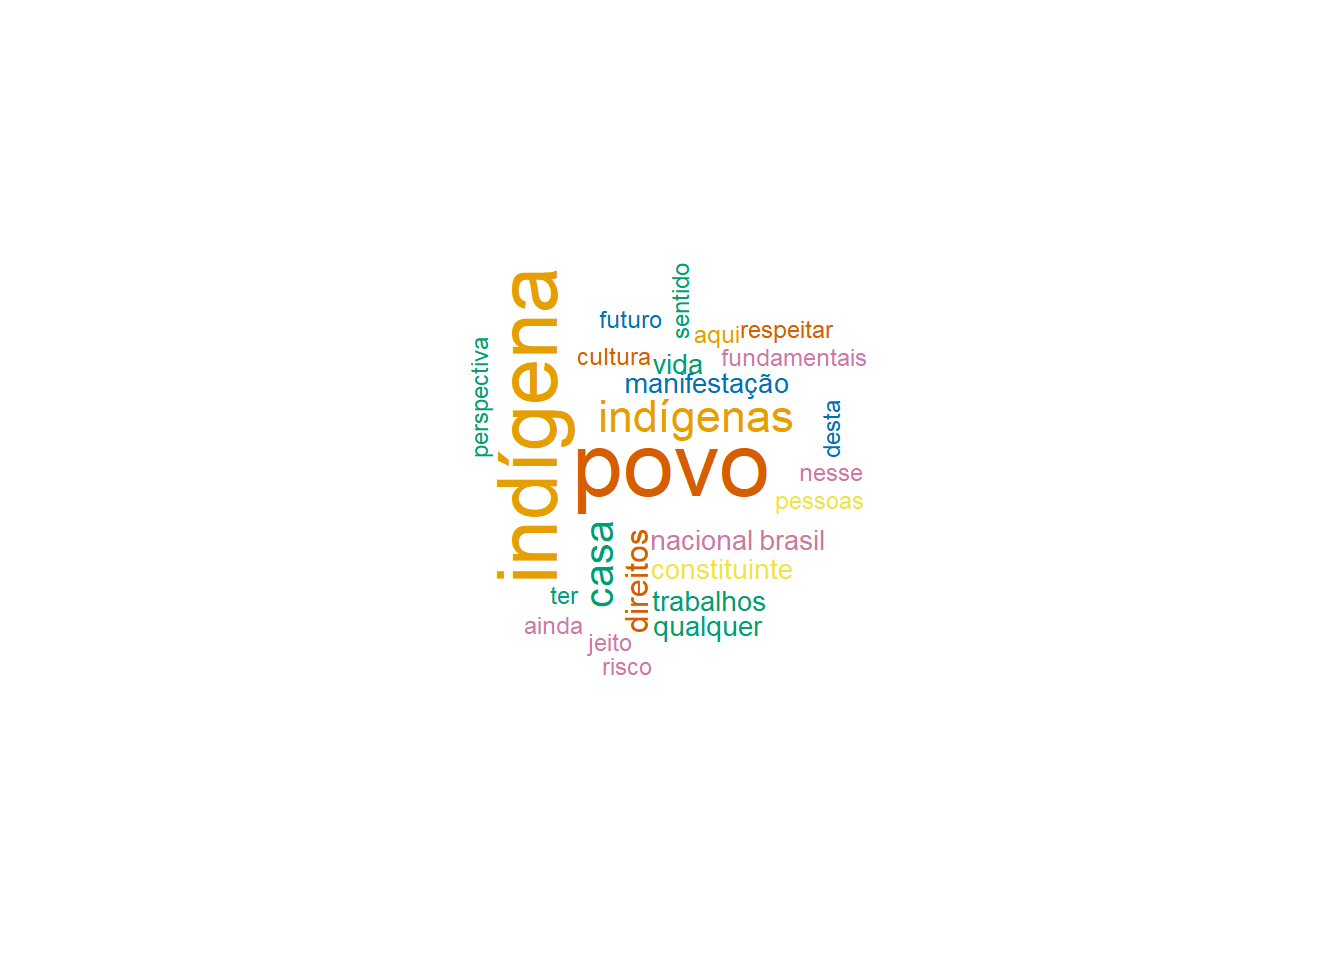 indígena
perspectiva
sentido
futuro
aqui
respeitar
cultura
vida
fundamentais
manifestação
indígenas
desta
povo
nesse
pessoas
casa
direitos
nacional
brasil
constituinte
ter
trabalhos
ainda
qualquer
jeito
risco